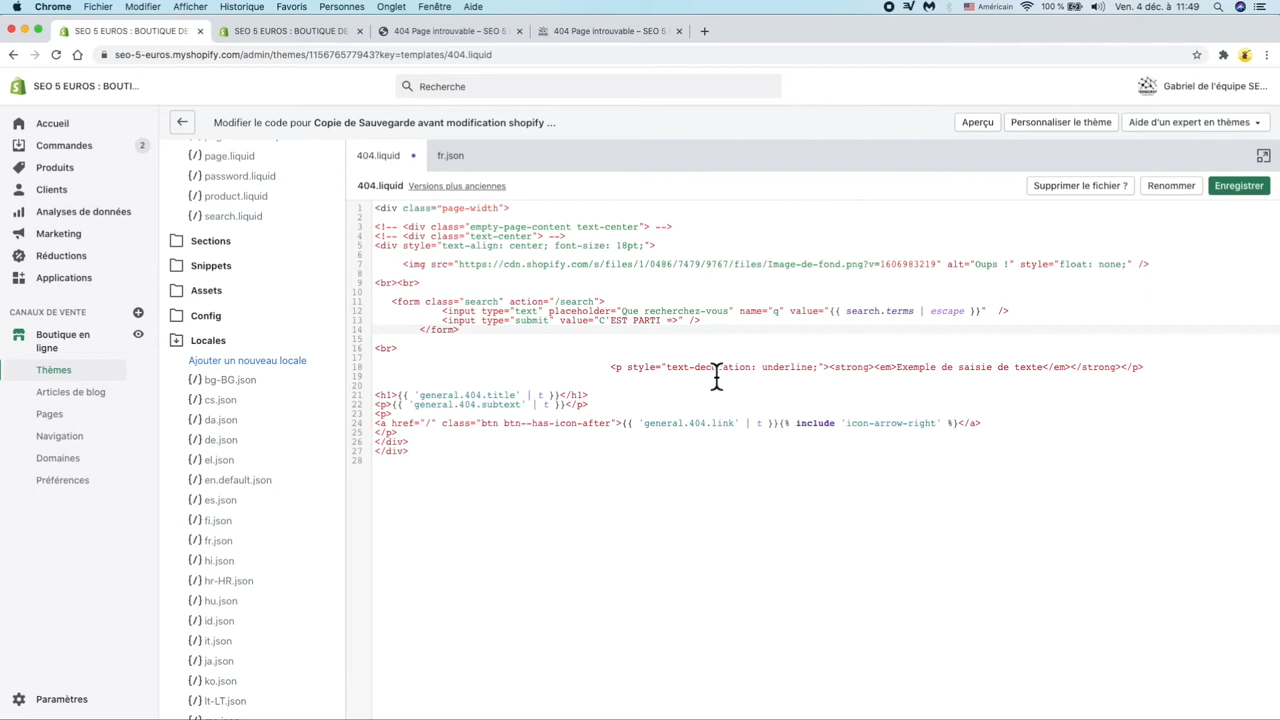 Chrome Fichier Modifier Afficher Historique Favoris Personnes Onglet Fenêtre Aide Américain 100 % Ven. 4 déc. à 11:49
SEO 5 EUROS : BOUTIQUE DE SEO 5 EUROS : BOUTIQUE DE 404 Page introuvable – SEO 5 404 Page introuvable – SEO 5
seo-5-euros.myshopify.com/admin/themes/115676577943?key=templates/404.liquid
SEO 5 EUROS : BOUTI... Recherche Gabriel de l'équipe SE...
Accueil
Commandes 2
Produits
Clients
Analyses de données
Marketing
Réductions
Applications
CANAUX DE VENTE
Boutique en
ligne
Thèmes
Articles de blog
Pages
Navigation
Domaines
Préférences
Paramètres
Modifier le code pour Copie de Sauvegarde avant modification shopify ... Aperçu Personnaliser le thème Aide d'un expert en thèmes
{/} page.liquid
{/} password.liquid
{/} product.liquid
{/} search.liquid
Sections
Snippets
Assets
Config
Locales
Ajouter un nouveau locale
{/} bg-BG.json
{/} cs.json
{/} da.json
{/} de.json
{/} el.json
{/} en.default.json
{/} es.json
{/} fi.json
{/} fr.json
{/} hi.json
{/} hr-HR.json
{/} hu.json
{/} id.json
{/} it.json
{/} ja.json
{/} ko.json
{/} lt-LT.json
404.liquid fr.json
404.liquid Versions plus anciennes Supprimer le fichier ? Renommer Enregistrer
1 <div class="page-width">
2
3 <!-- <div class="empty-page-content text-center"> -->
4 <!-- <div class="text-center"> -->
5 <div style="text-align: center; font-size: 18pt;">
6
7 <img src="https://cdn.shopify.com/s/files/1/0486/7479/9767/files/Image-de-fond.png?v=1606983219" alt="Oups !" style="float: none;" />
8
9 <br><br>
10
11 <form class="search" action="/search">
12 <input type="text" placeholder="Que recherchez-vous" name="q" value="{{ search.terms | escape }}" />
13 <input type="submit" value="C'EST PARTI =>" />
14 </form>
15
16 <br>
17
18 <p style="text-decoration: underline;"><strong><em>Exemple de saisie de texte</em></strong></p>
19
20
21 <h1>{{ 'general.404.title' | t }}</h1>
22 <p>{{ 'general.404.subtext' | t }}</p>
23 <p>
24 <a href="/" class="btn btn--has-icon-after">{{ 'general.404.link' | t }}{% include 'icon-arrow-right' %}</a>
25 </p>
26 </div>
27 </div>
28